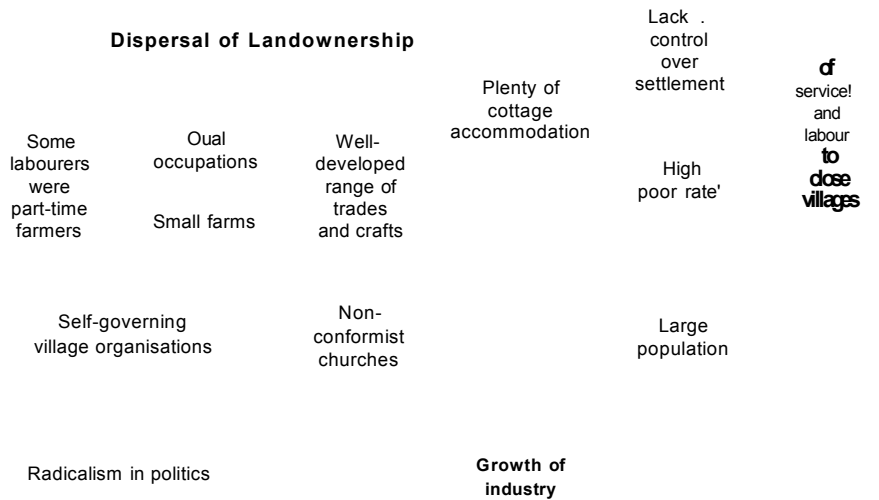 Dispersal of Landownership
Lack .
control
over
settlement
Plenty of
cottage
accommodation
of
service!
and
labour
to
close
villages
Some
labourers
were
part-time
farmers
Oual
occupations
Small farms
Well-
developed
range of
trades
and crafts
High
poor rate'
Self-governing
village organisations
Non-
conformist
churches
Large
population
Radicalism in politics
Growth of
industry